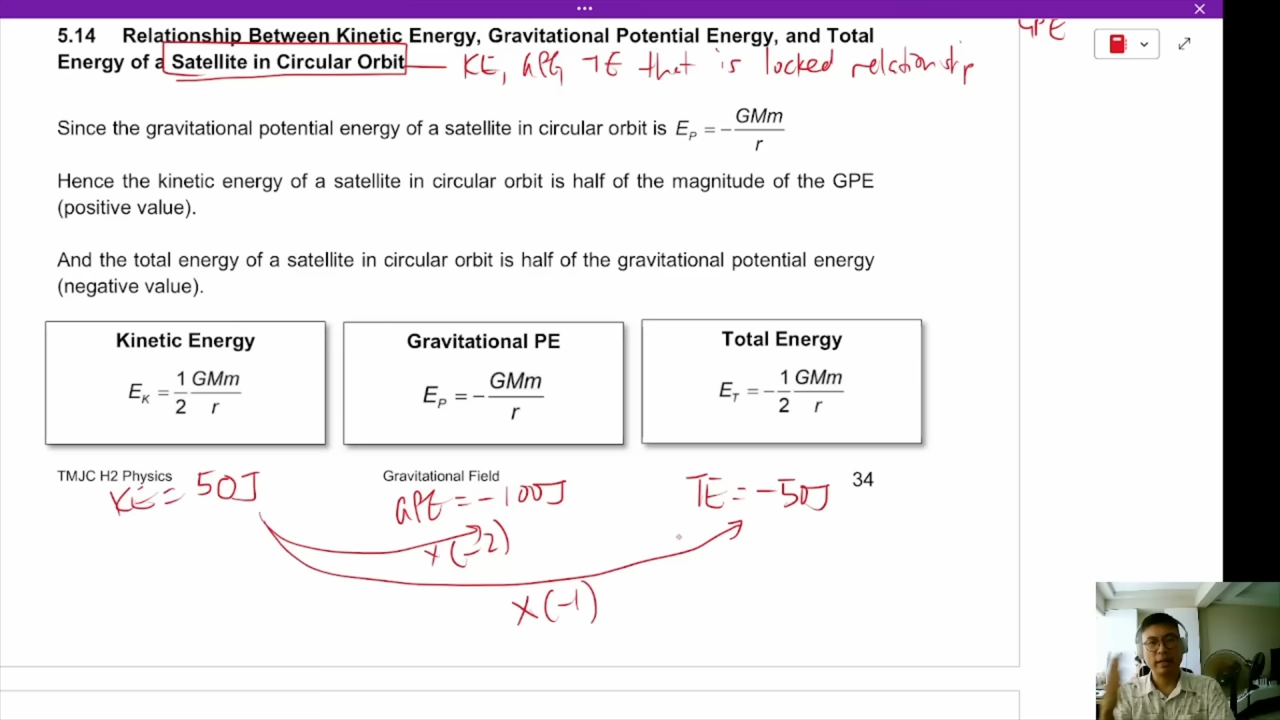 GPE
5.14 Relationship Between Kinetic Energy, Gravitational Potential Energy, and Total
Energy of a Satellite in Circular Orbit — KE, GPE, TE that is locked relationship
Since the gravitational potential energy of a satellite in circular orbit is E_P = -GMm/r
Hence the kinetic energy of a satellite in circular orbit is half of the magnitude of the GPE
(positive value).
And the total energy of a satellite in circular orbit is half of the gravitational potential energy
(negative value).
Kinetic Energy
E_K = 1/2 GMm/r
Gravitational PE
E_P = -GMm/r
Total Energy
E_T = -1/2 GMm/r
TMJC H2 Physics Gravitational Field 34
KE = 50J GPE = -100J TE = -50J
x(-2)
x(-1)